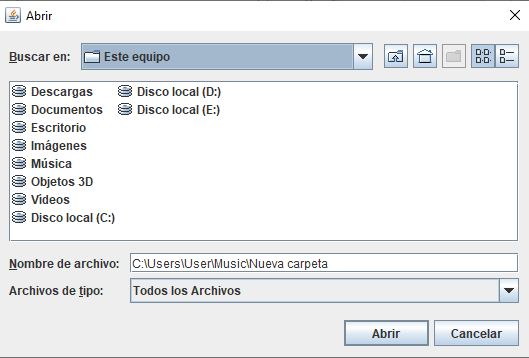 Abrir
Buscar en: Este equipo
Descargas Disco local (D:)
Documentos Disco local (E:)
Escritorio
Imágenes
Música
Objetos 3D
Vídeos
Disco local (C:)
Nombre de archivo: C:\Users\User\Music\Nueva carpeta
Archivos de tipo: Todos los Archivos
Abrir Cancelar